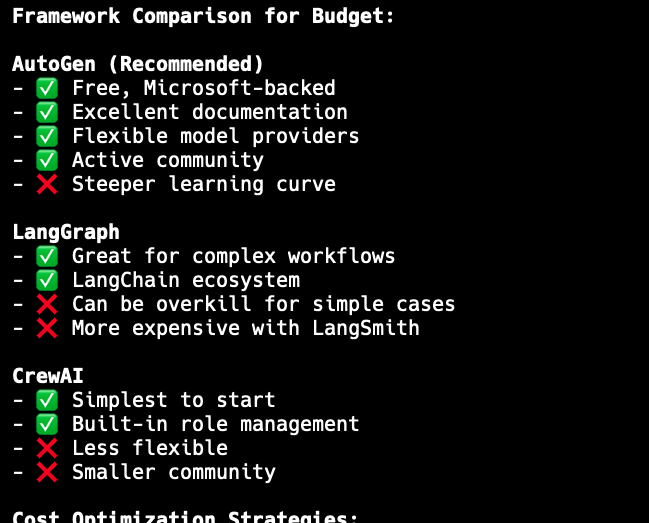 Framework Comparison for Budget:
AutoGen (Recommended)
- ✅ Free, Microsoft-backed
- ✅ Excellent documentation
- ✅ Flexible model providers
- ✅ Active community
- ❌ Steeper learning curve
LangGraph
- ✅ Great for complex workflows
- ✅ LangChain ecosystem
- ❌ Can be overkill for simple cases
- ❌ More expensive with LangSmith
CrewAI
- ✅ Simplest to start
- ✅ Built-in role management
- ❌ Less flexible
- ❌ Smaller community
Cost Optimization Strategies: